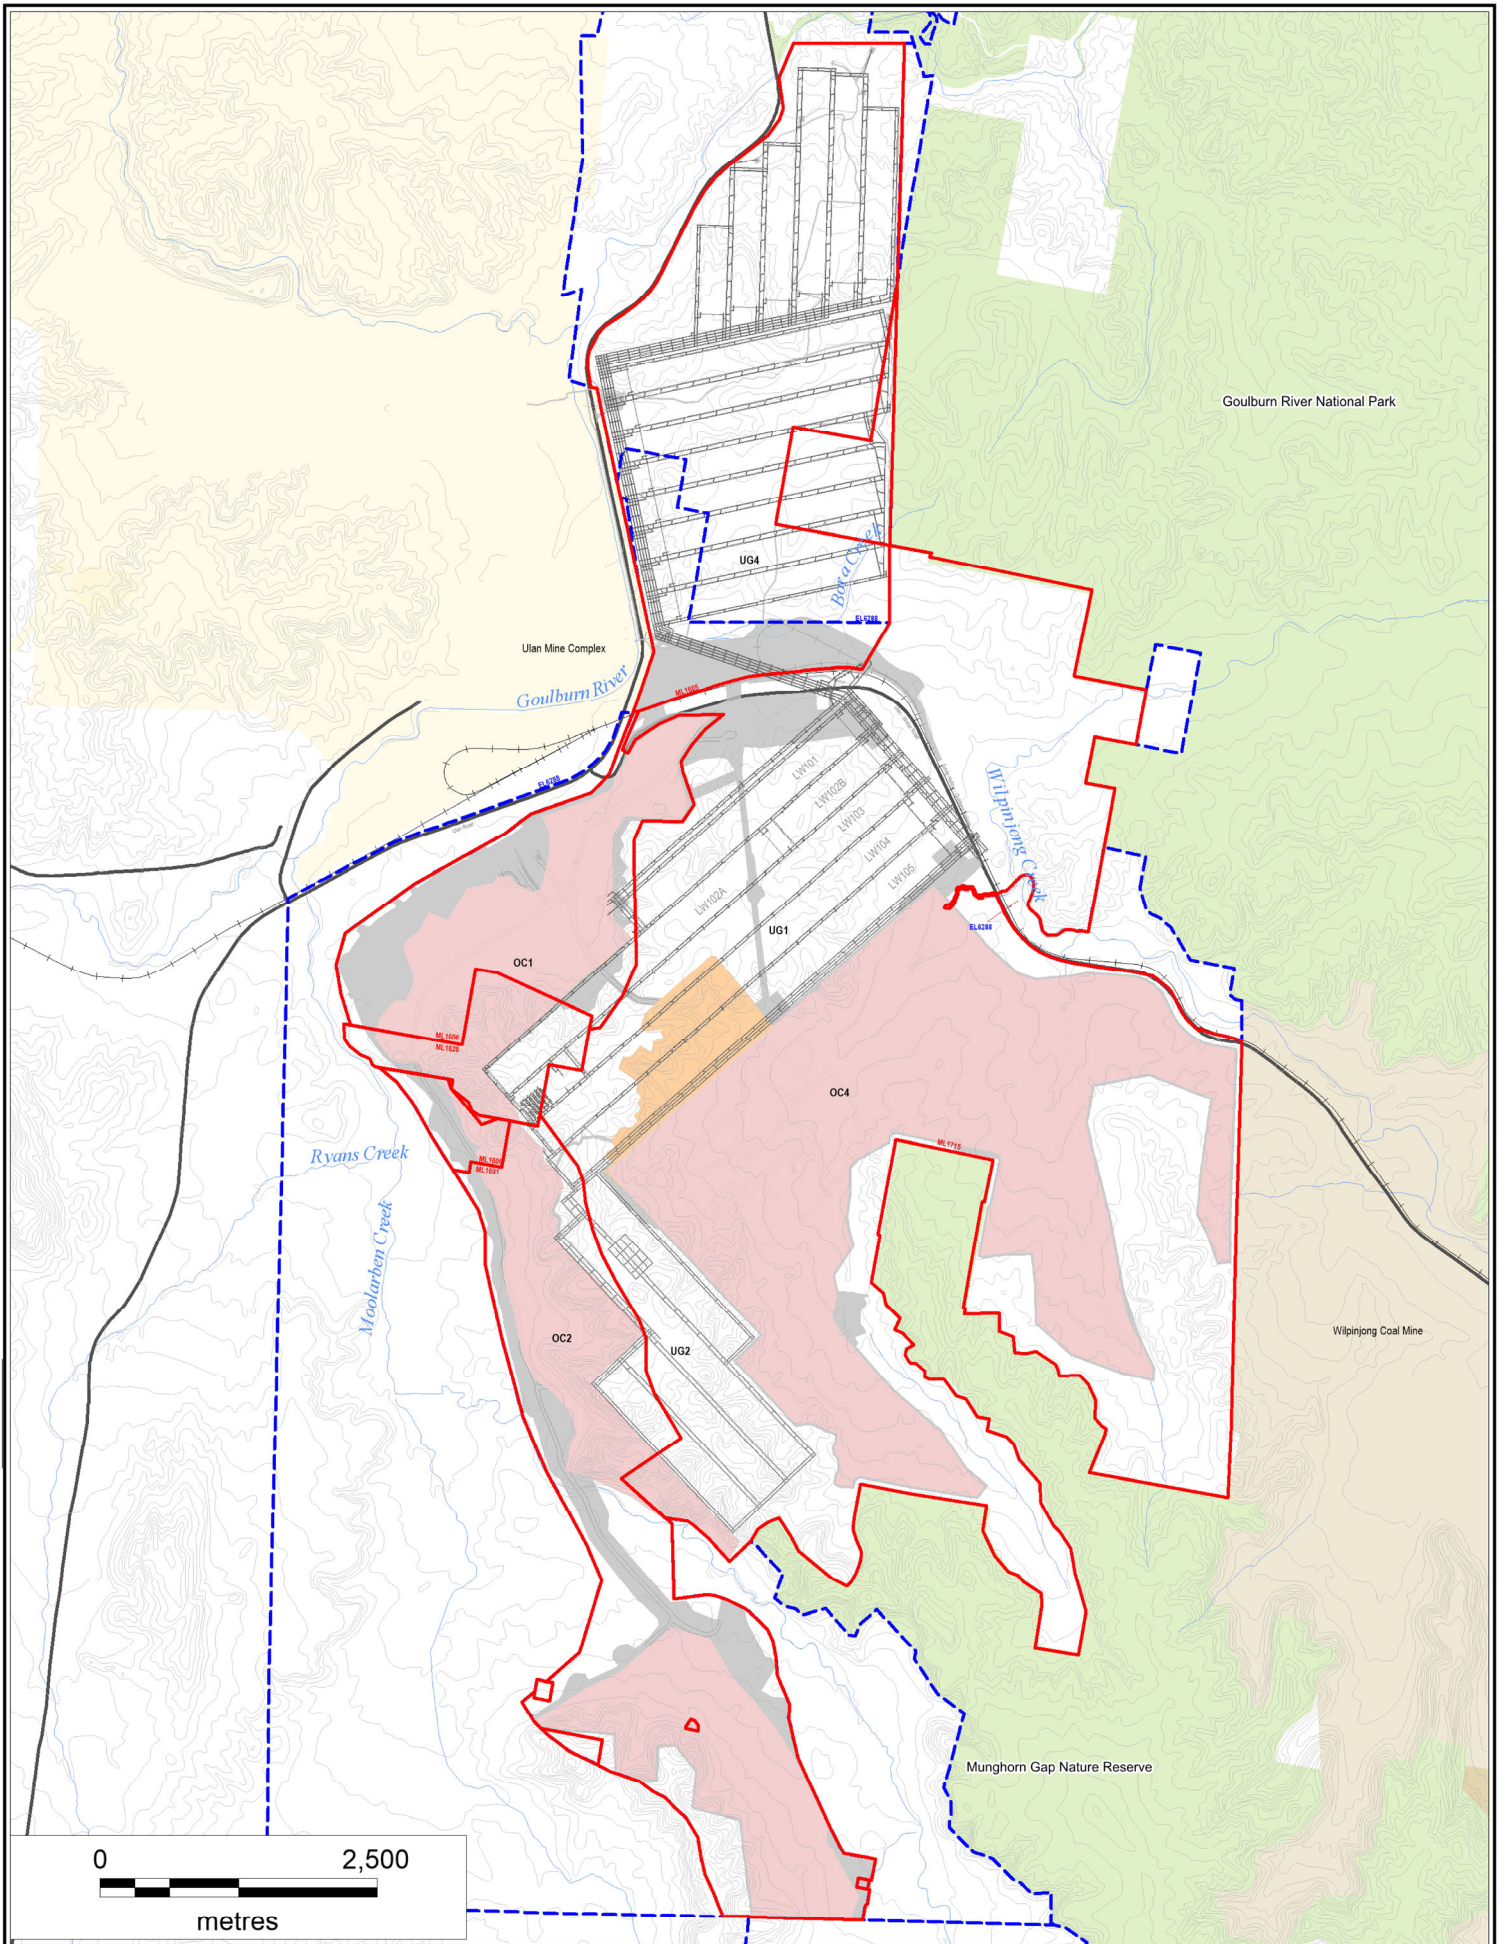 Goulburn River National Park
UG4
Bora Creek
EL6288
Ulan Mine Complex
Goulburn River
ML1605
EL6288
Ulan Road
LW101
LW102B
LW103
LW104
LW105
LW102A
Wilpinjong Creek
EL6288
UG1
OC1
ML1606
ML1628
OC4
ML1715
Ryans Creek
ML1606
ML1691
Moolarben Creek
OC2
UG2
Wilpinjong Coal Mine
Munghorn Gap Nature Reserve
0 2,500
metres